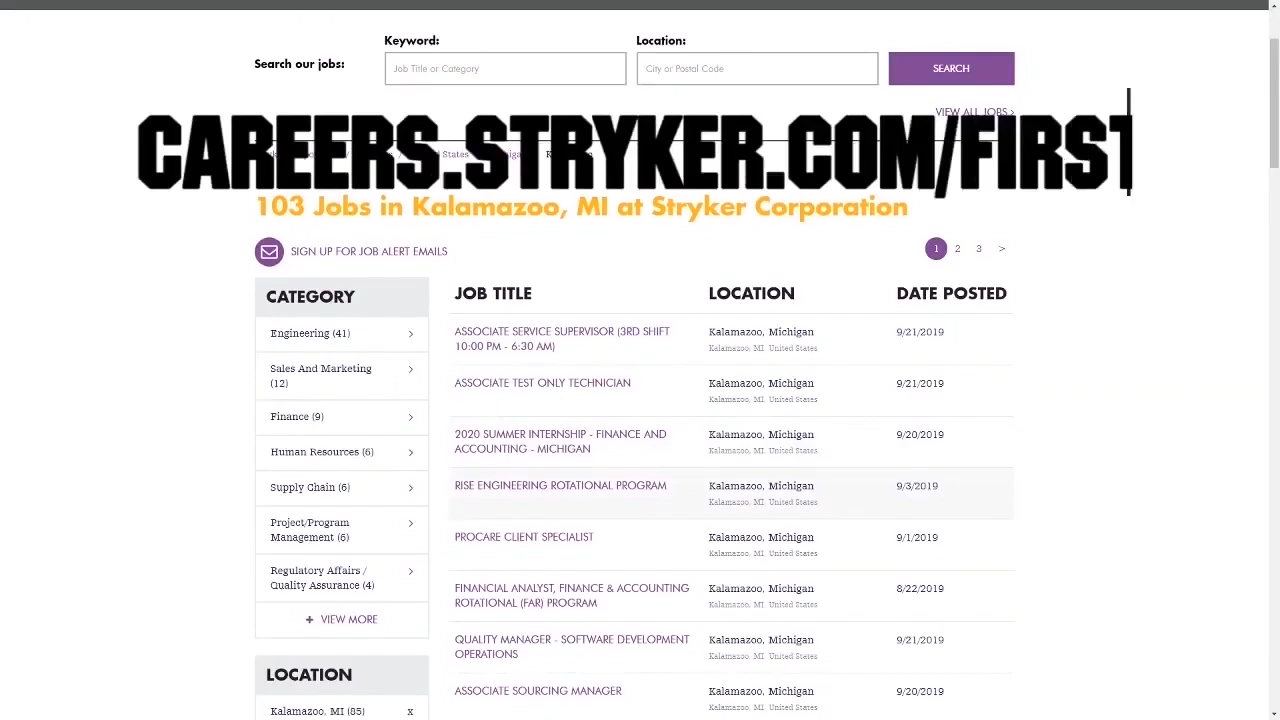 Keyword:
Location:
Search our jobs:
Job Title or Category
City or Postal Code
SEARCH
VIEW ALL JOBS >
CAREERS.STRYKER.COM/FIRST
103 Jobs in Kalamazoo, MI at Stryker Corporation
SIGN UP FOR JOB ALERT EMAILS
1 2 3 >
CATEGORY
Engineering (41)
Sales And Marketing
(12)
Finance (9)
Human Resources (6)
Supply Chain (6)
Project/Program
Management (6)
Regulatory Affairs /
Quality Assurance (4)
+ VIEW MORE
LOCATION
Kalamazoo, MI (85) x
JOB TITLE LOCATION DATE POSTED
ASSOCIATE SERVICE SUPERVISOR (3RD SHIFT Kalamazoo, Michigan 9/21/2019
10:00 PM - 6:30 AM) Kalamazoo, MI, United States
ASSOCIATE TEST ONLY TECHNICIAN Kalamazoo, Michigan 9/21/2019
Kalamazoo, MI, United States
2020 SUMMER INTERNSHIP - FINANCE AND Kalamazoo, Michigan 9/20/2019
ACCOUNTING - MICHIGAN Kalamazoo, MI, United States
RISE ENGINEERING ROTATIONAL PROGRAM Kalamazoo, Michigan 9/3/2019
Kalamazoo, MI, United States
PROCARE CLIENT SPECIALIST Kalamazoo, Michigan 9/1/2019
Kalamazoo, MI, United States
FINANCIAL ANALYST, FINANCE & ACCOUNTING Kalamazoo, Michigan 8/22/2019
ROTATIONAL (FAR) PROGRAM Kalamazoo, MI, United States
QUALITY MANAGER - SOFTWARE DEVELOPMENT Kalamazoo, Michigan 9/21/2019
OPERATIONS Kalamazoo, MI, United States
ASSOCIATE SOURCING MANAGER Kalamazoo, Michigan 9/20/2019
Kalamazoo, MI, United States